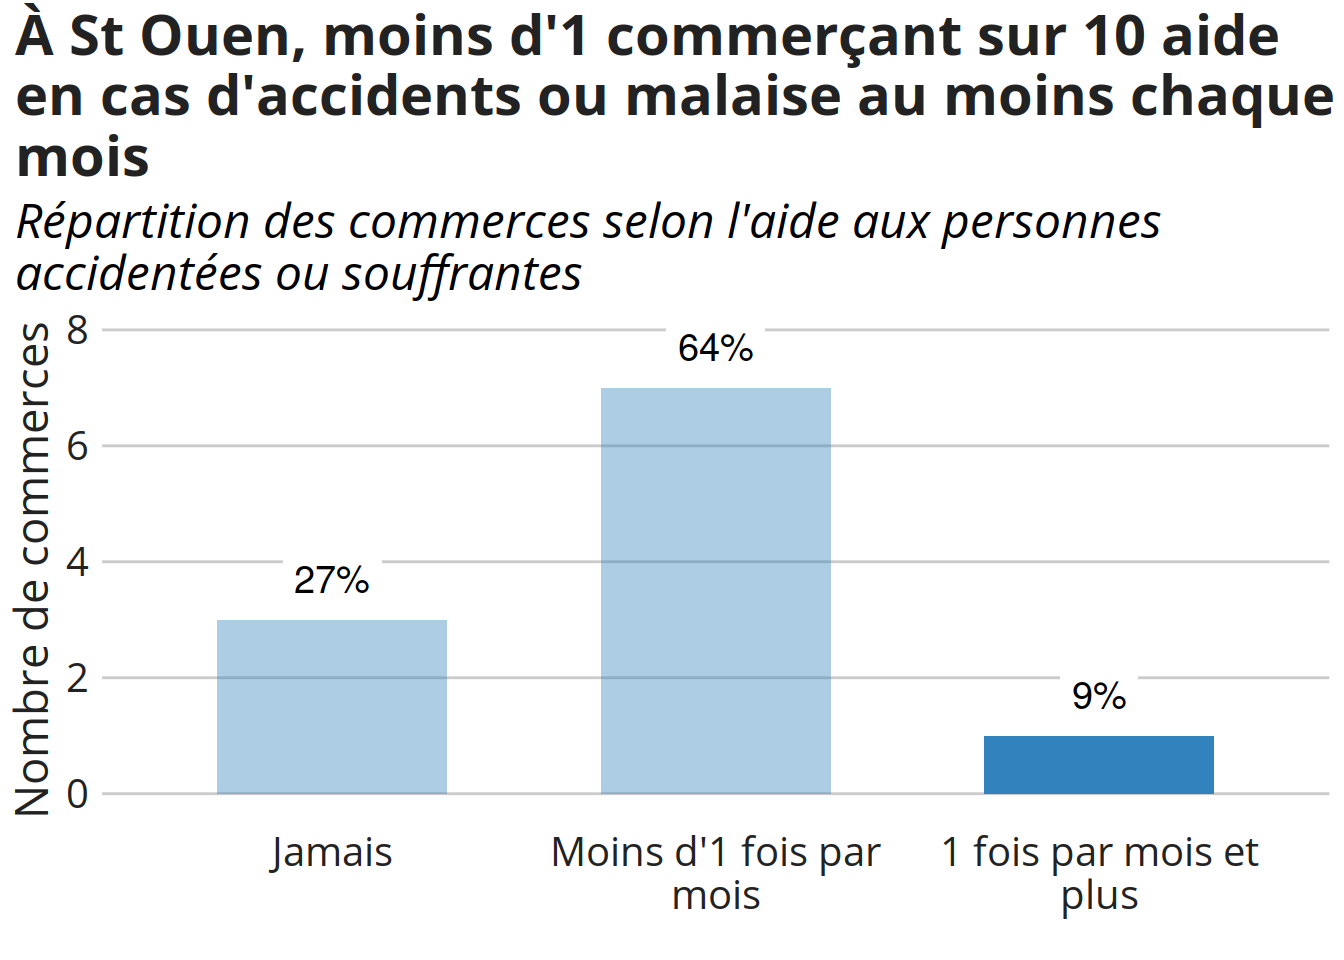 À St Ouen, moins d'1 commerçant sur 10 aide
en cas d'accidents ou malaise au moins chaque
mois
Répartition des commerces selon l'aide aux personnes
accidentées ou souffrantes
Nombre de commerces
8
6
4
2
0
27%
64%
9%
Jamais
Moins d'1 fois par
mois
1 fois par mois et
plus